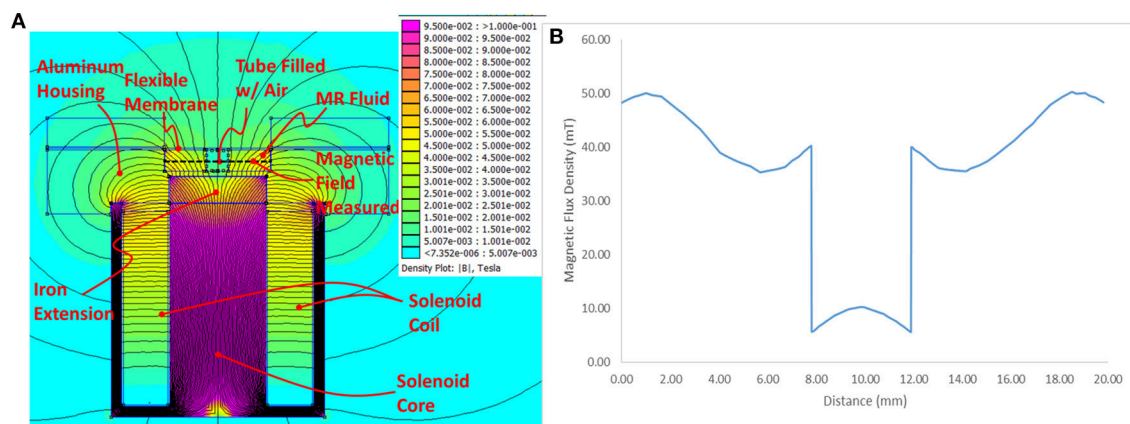 A
Aluminum
Housing
Flexible
Membrane
Tube Filled
w/ Air
MR Fluid
Magnetic
Field
Measured
Iron
Extension
Solenoid
Coil
Solenoid
Core
9.500e-002 : >1.000e-001
9.000e-002 : 9.500e-002
8.500e-002 : 9.000e-002
8.000e-002 : 8.500e-002
7.500e-002 : 8.000e-002
7.000e-002 : 7.500e-002
6.500e-002 : 7.000e-002
6.000e-002 : 6.500e-002
5.500e-002 : 6.000e-002
5.000e-002 : 5.500e-002
4.500e-002 : 5.000e-002
4.000e-002 : 4.500e-002
3.500e-002 : 4.000e-002
3.001e-002 : 3.500e-002
2.501e-002 : 3.001e-002
2.001e-002 : 2.501e-002
1.501e-002 : 2.001e-002
1.001e-002 : 1.501e-002
5.007e-003 : 1.001e-002
<7.352e-006 : 5.007e-003
Density Plot: |B|, Tesla
B
Magnetic Flux Density (mT)
60.00
50.00
40.00
30.00
20.00
10.00
0.00
0.00 2.00 4.00 6.00 8.00 10.00 12.00 14.00 16.00 18.00 20.00
Distance (mm)